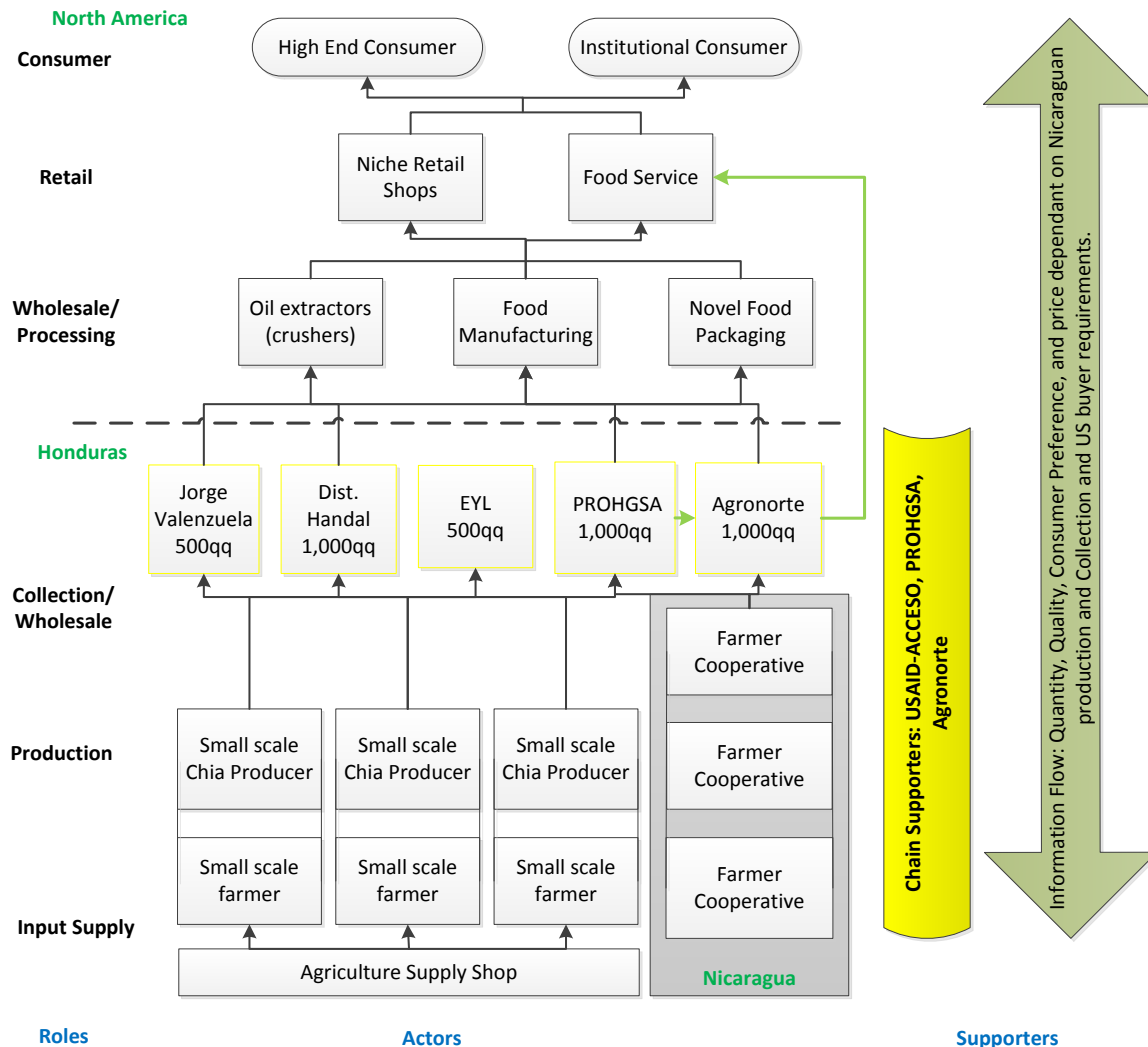 North America
Consumer
High End Consumer
Institutional Consumer
Retail
Niche Retail
Shops
Food Service
Wholesale/
Processing
Oil extractors
(crushers)
Food
Manufacturing
Novel Food
Packaging
Honduras
Jorge
Valenzuela
500qq
Dist.
Handal
1,000qq
EYL
500qq
PROHGSA
1,000qq
Agronorte
1,000qq
Collection/
Wholesale
Farmer
Cooperative
Production
Small scale
Chia Producer
Small scale
Chia Producer
Small scale
Chia Producer
Farmer
Cooperative
Input Supply
Small scale
farmer
Small scale
farmer
Small scale
farmer
Farmer
Cooperative
Agriculture Supply Shop
Nicaragua
Chain Supporters: USAID-ACCESO, PROHGSA,
Agronorte
Information Flow: Quantity, Quality, Consumer Preference, and price dependant on Nicaraguan
production and Collection and US buyer requirements.
Roles
Actors
Supporters